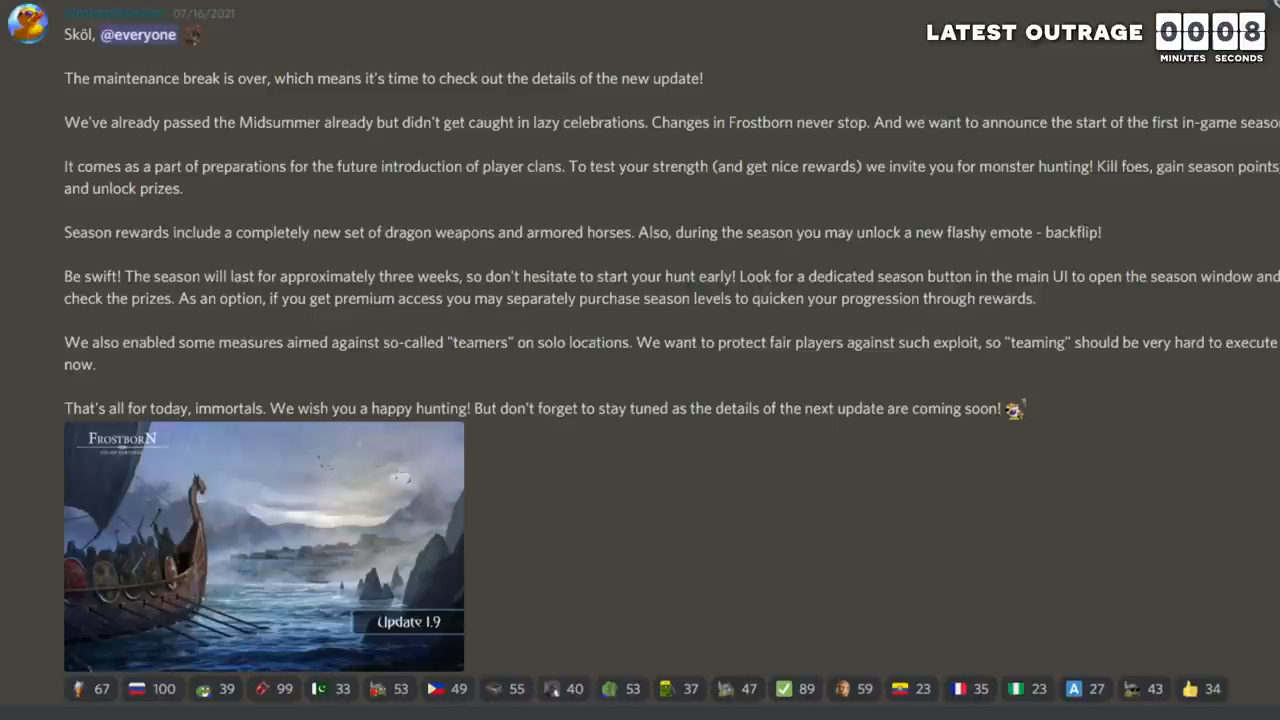 07/16/2021
Sköl, @everyone
LATEST OUTRAGE 00 08
MINUTES SECONDS
The maintenance break is over, which means it's time to check out the details of the new update!
We've already passed the Midsummer already but didn't get caught in lazy celebrations. Changes in Frostborn never stop. And we want to announce the start of the first in-game seaso
It comes as a part of preparations for the future introduction of player clans. To test your strength (and get nice rewards) we invite you for monster hunting! Kill foes, gain season points,
and unlock prizes.
Season rewards include a completely new set of dragon weapons and armored horses. Also, during the season you may unlock a new flashy emote - backflip!
Be swift! The season will last for approximately three weeks, so don't hesitate to start your hunt early! Look for a dedicated season button in the main UI to open the season window and
check the prizes. As an option, if you get premium access you may separately purchase season levels to quicken your progression through rewards.
We also enabled some measures aimed against so-called "teamers" on solo locations. We want to protect fair players against such exploit, so "teaming" should be very hard to execute
now.
That's all for today, immortals. We wish you a happy hunting! But don't forget to stay tuned as the details of the next update are coming soon!
FROSTBORN
Update 1.9
67 100 39 99 33 53 49 55 40 53 37 47 89 59 23 35 23 A 27 43 34